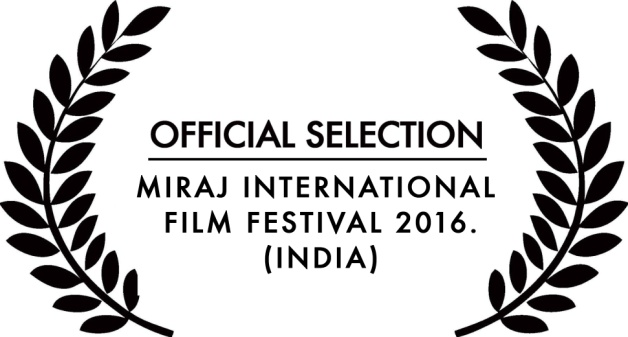 OFFICIAL SELECTION
MIRAJ INTERNATIONAL
FILM FESTIVAL 2016.
(INDIA)